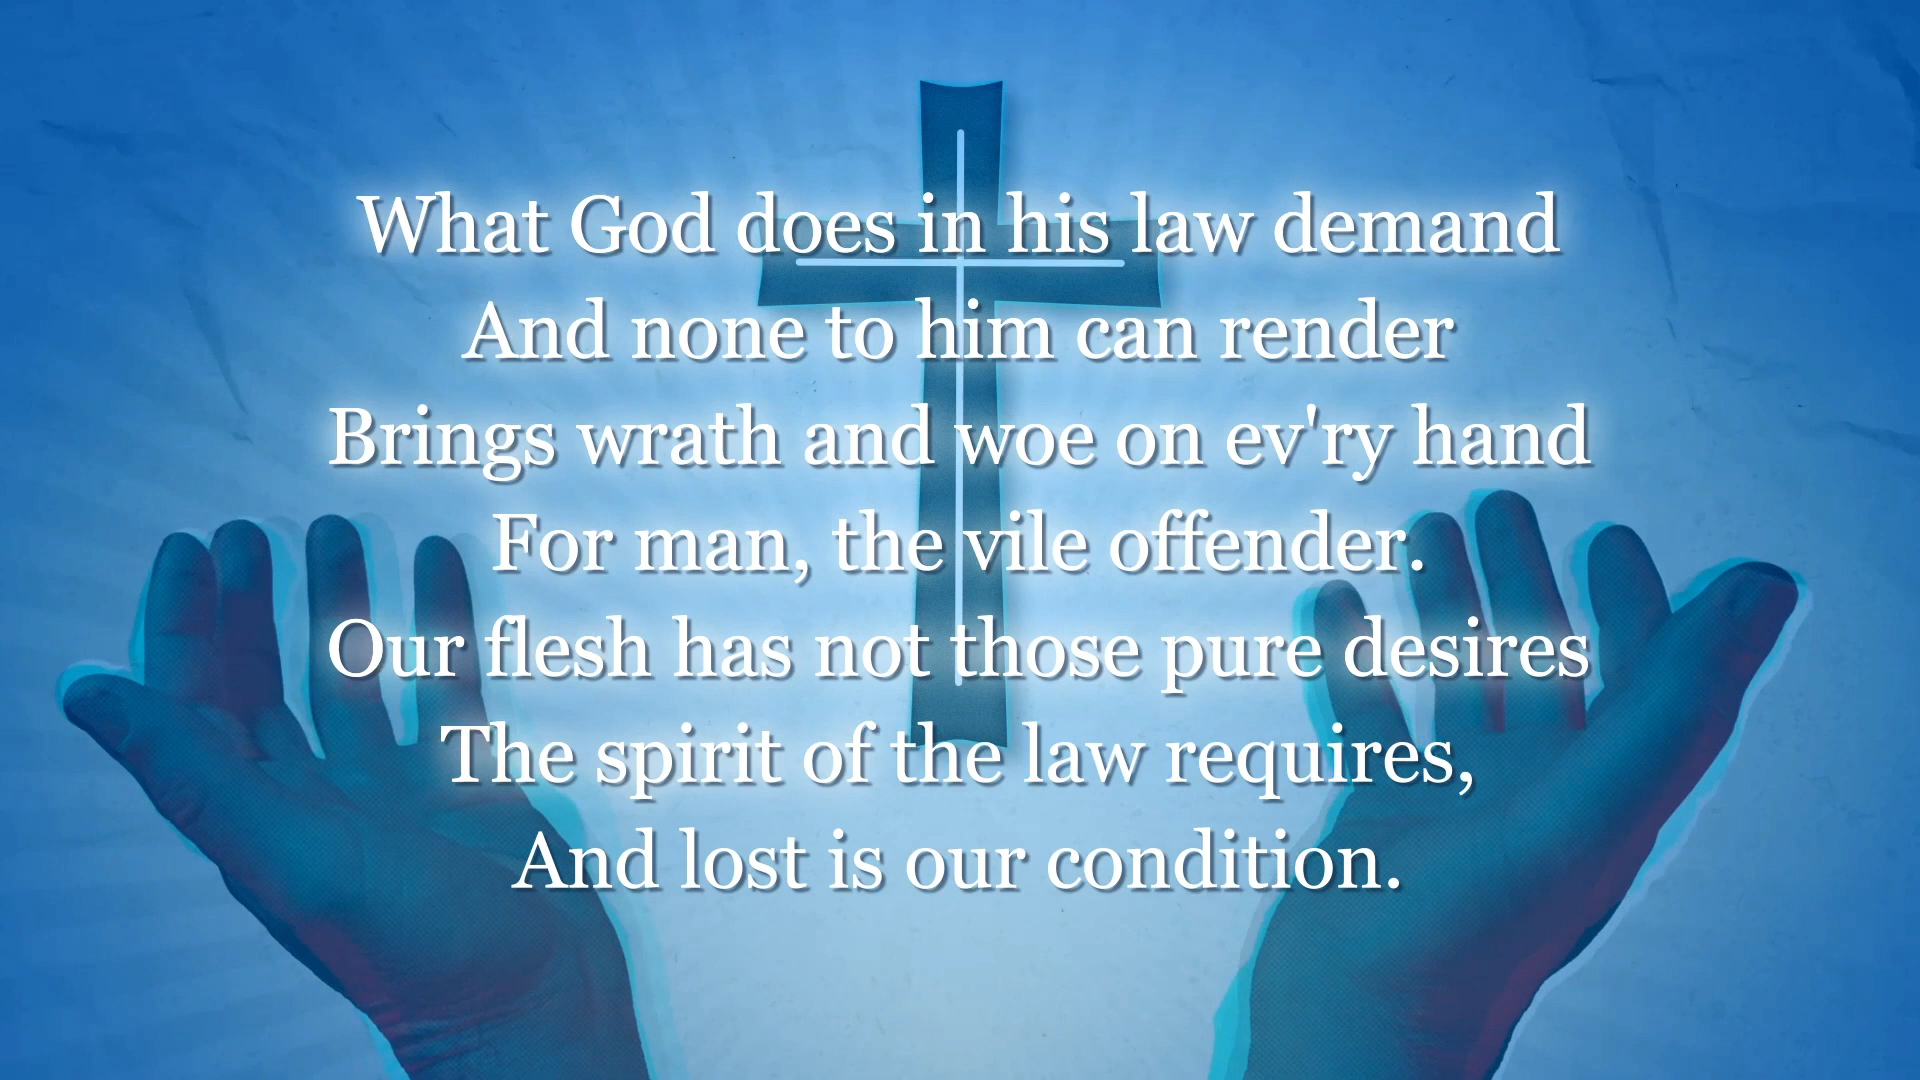 What God does in his law demand
And none to him can render
Brings wrath and woe on ev'ry hand
For man, the vile offender.
Our flesh has not those pure desires
The spirit of the law requires,
And lost is our condition.